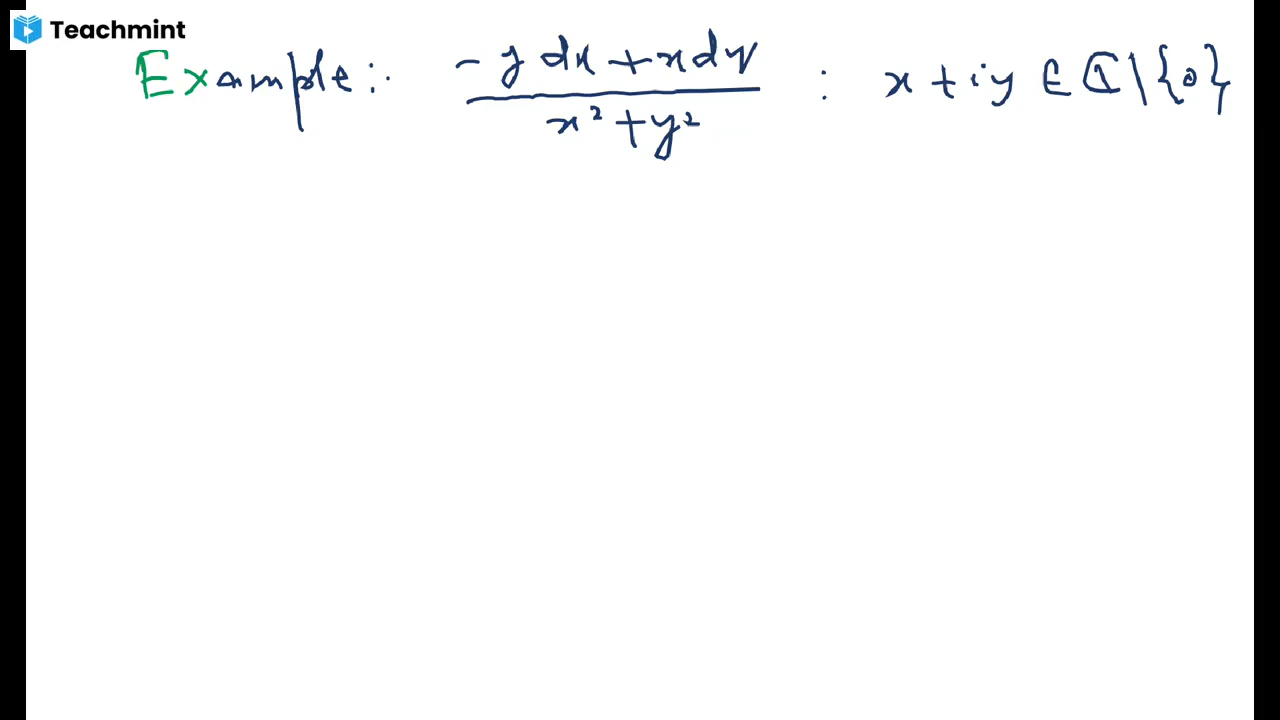 Teachmint
Example:. (-y dx + x dy)/(x² + y²) : x + iy ∈ ℂ \ {0}